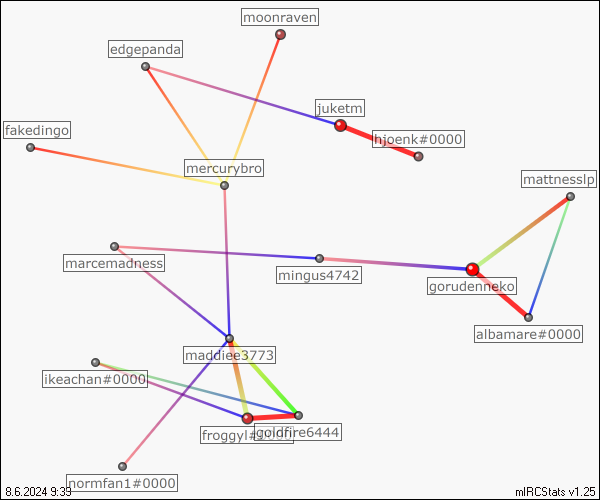 moonraven
edgepanda
juketm
fakedingo
hjoenk#0000
mercurybro
mattnesslp
marcemadness
mingus4742
gorudenneko
albamare#0000
maddiee3773
ikeachan#0000
goldfire6444
normfan1#0000
8.6.2024 9:39
mIRCStats v1.25